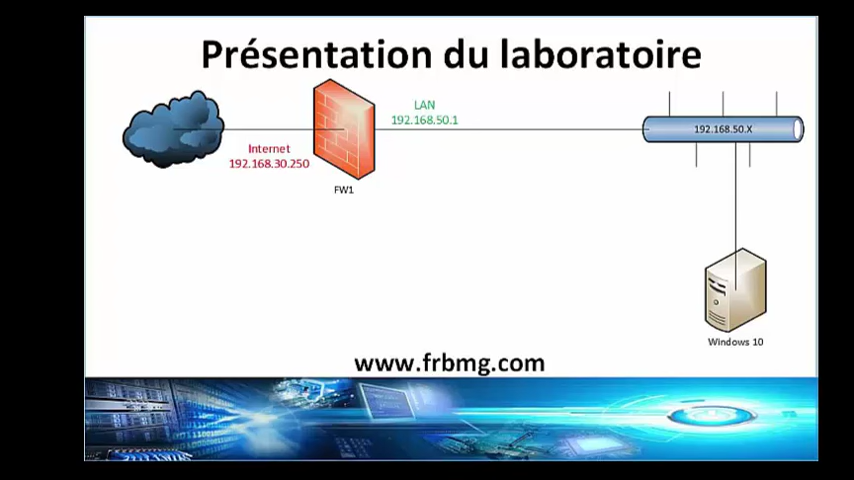 Présentation du laboratoire
LAN
192.168.50.1
192.168.50.X
Internet
192.168.30.250
FW1
Windows 10
www.frbmg.com